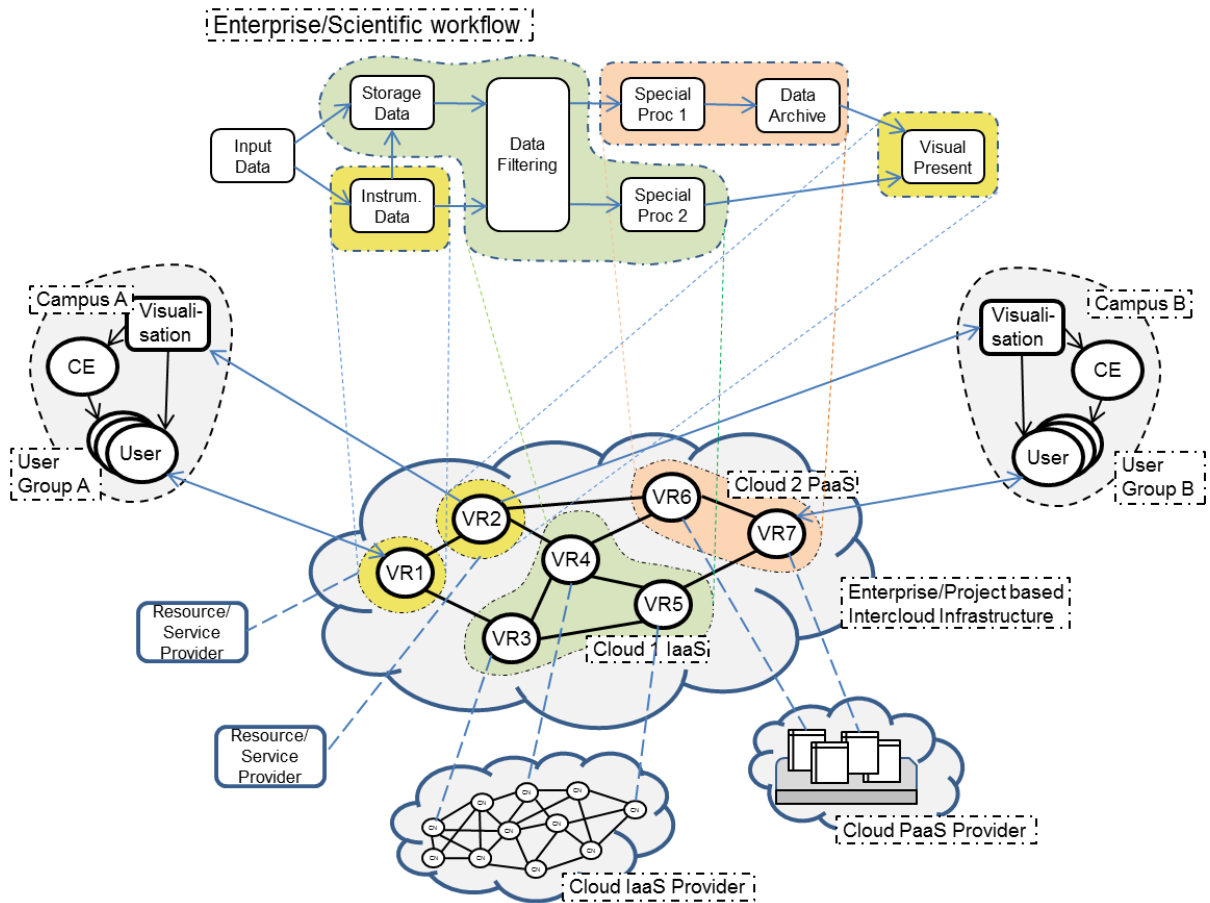 Enterprise/Scientific workflow
Storage
Data
Special
Proc 1
Data
Archive
Input
Data
Data
Filtering
Visual
Present
Instrum.
Data
Special
Proc 2
Campus A
Visuali-
sation
CE
User
User
Group A
Campus B
Visuali-
sation
CE
User
User
Group B
VR6
Cloud 2 PaaS
VR2
VR7
VR4
VR1
VR5
VR3
Cloud 1 IaaS
Enterprise/Project based
Intercloud Infrastructure
Resource/
Service
Provider
Resource/
Service
Provider
Cloud PaaS Provider
Cloud IaaS Provider